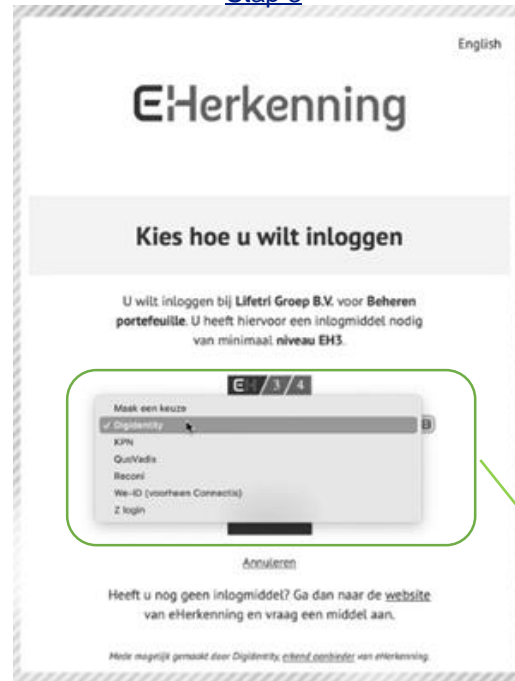 English
EHerkenning
Kies hoe u wilt inloggen
U wilt inloggen bij Lifetri Groep B.V. voor Beheren
portefeuille. U heeft hiervoor een inlogmiddel nodig
van minimaal niveau EH3.
EH / 3 / 4
Maak een keuze
✓ Digidentity
KPN
QuoVadis
Reconi
We-ID (voorheen Connectis)
Z login
Annuleren
Heeft u nog geen inlogmiddel? Ga dan naar de website
van eHerkenning en vraag een middel aan.
Mede mogelijk gemaakt door Digidentity, erkend aanbieder van eHerkenning.